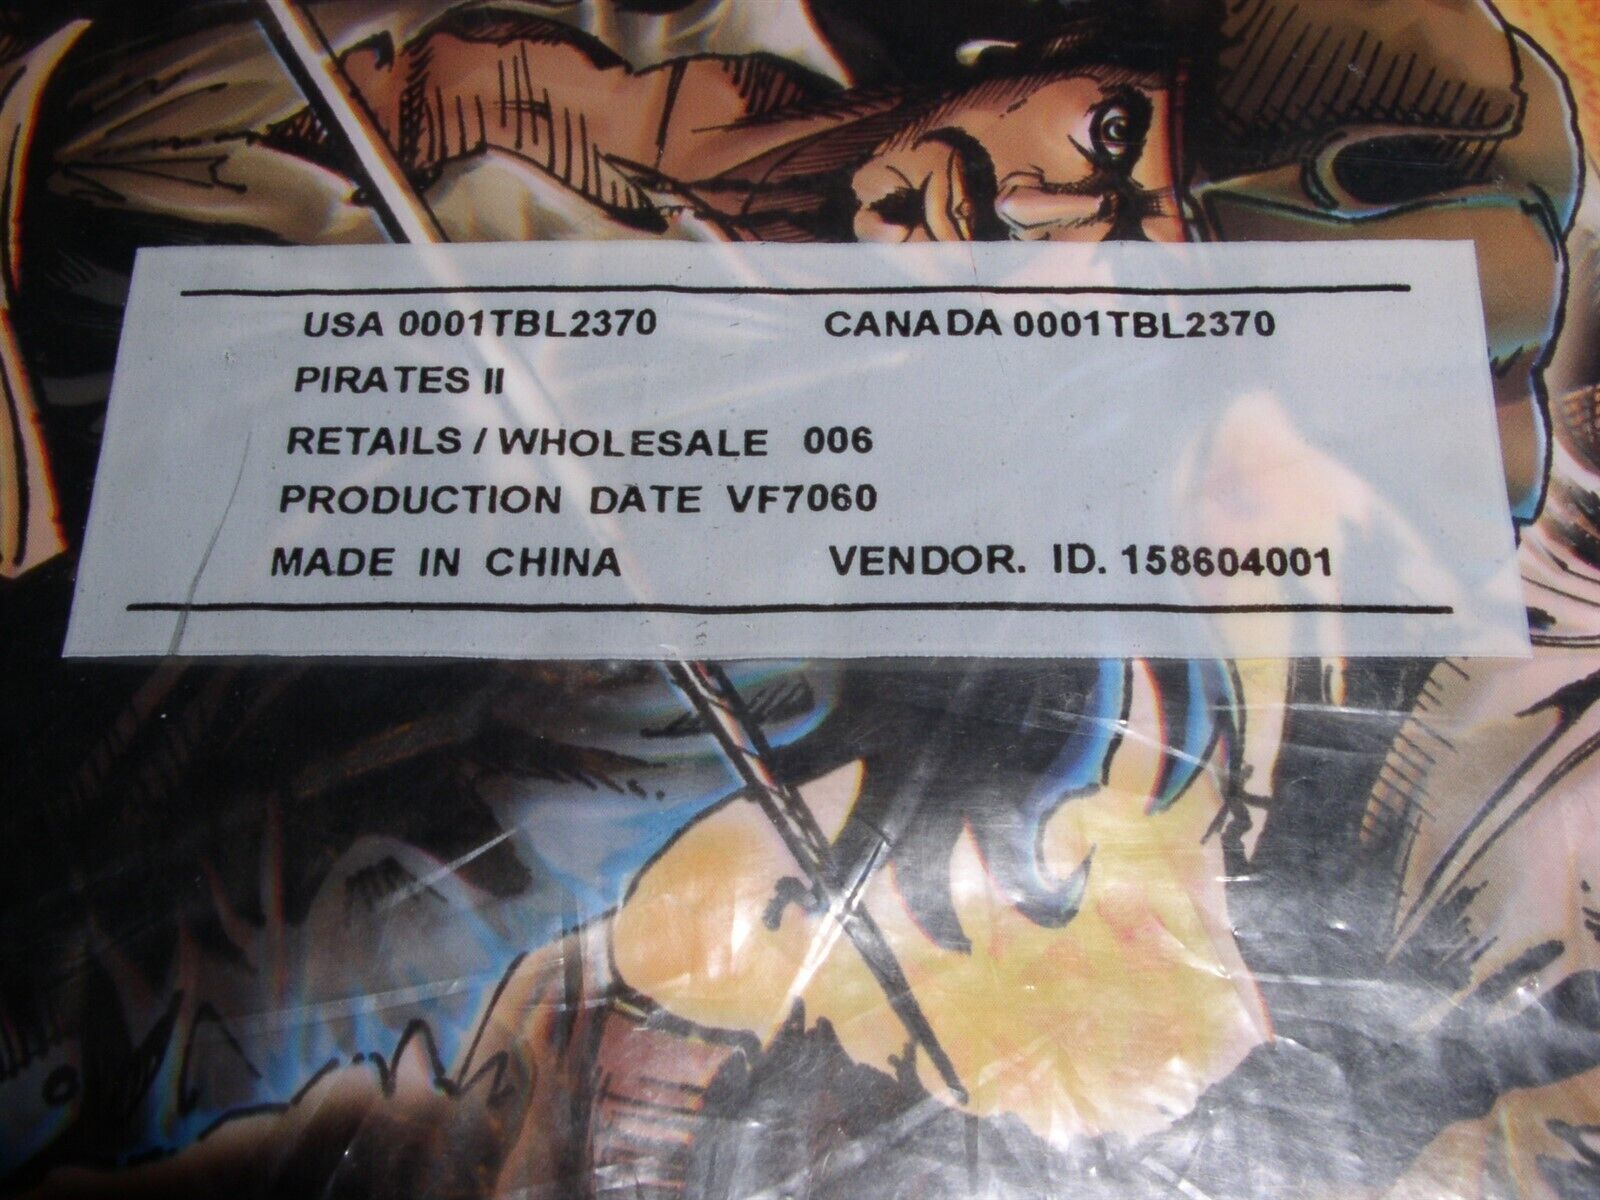 USA 0001TBL2370 CANADA 0001TBL2370
PIRATES II
RETAILS / WHOLESALE 006
PRODUCTION DATE VF7060
MADE IN CHINA VENDOR. ID. 158604001